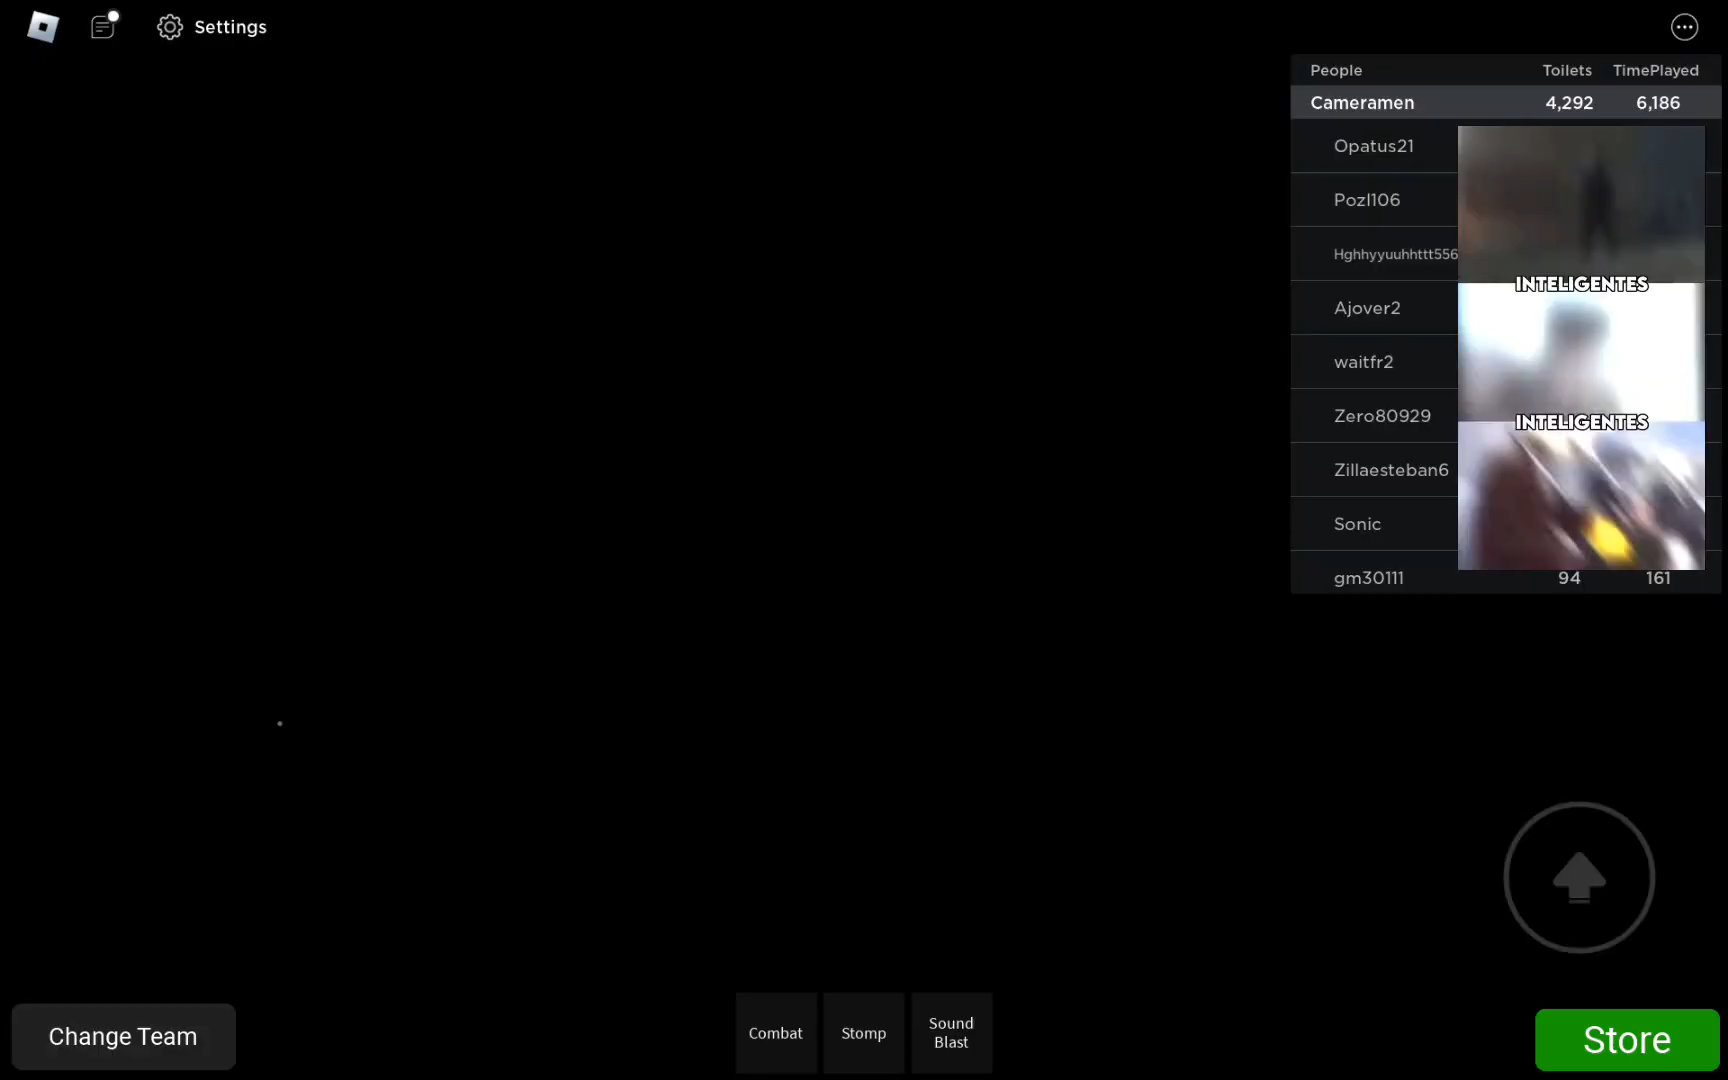 Settings
People Toilets TimePlayed
Cameramen 4,292 6,186
Opatus21
Pozl106
Hghhyyuuhhttt556
INTELIGENTES
Ajover2
waitfr2
Zero80929
INTELIGENTES
Zillaesteban6
Sonic
gm30111 94 161
Change Team
Combat
Stomp
Sound
Blast
Store